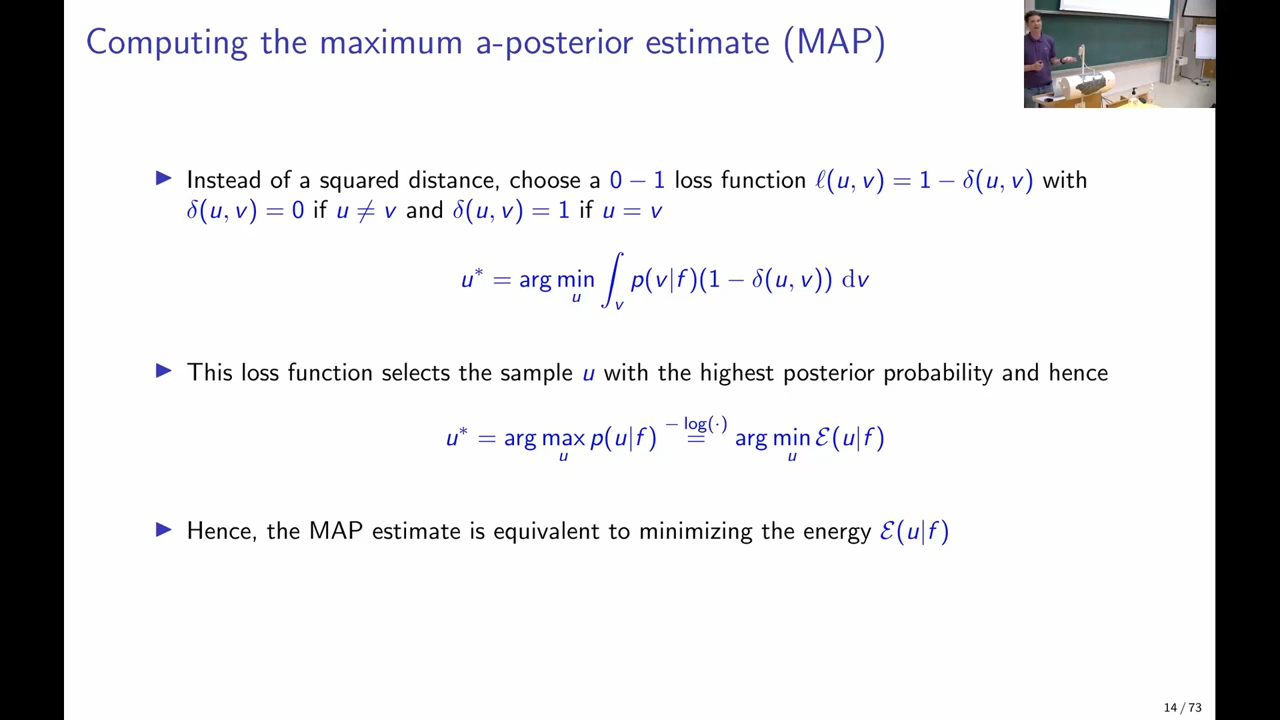 Computing the maximum a-posterior estimate (MAP)
▶ Instead of a squared distance, choose a 0 − 1 loss function ℓ(u, v) = 1 − δ(u, v) with
δ(u, v) = 0 if u ≠ v and δ(u, v) = 1 if u = v
u* = arg min_u ∫_v p(v|f)(1 − δ(u, v)) dv
▶ This loss function selects the sample u with the highest posterior probability and hence
u* = arg max_u p(u|f) =^{− log(·)} arg min_u ℰ(u|f)
▶ Hence, the MAP estimate is equivalent to minimizing the energy ℰ(u|f)
14 / 73